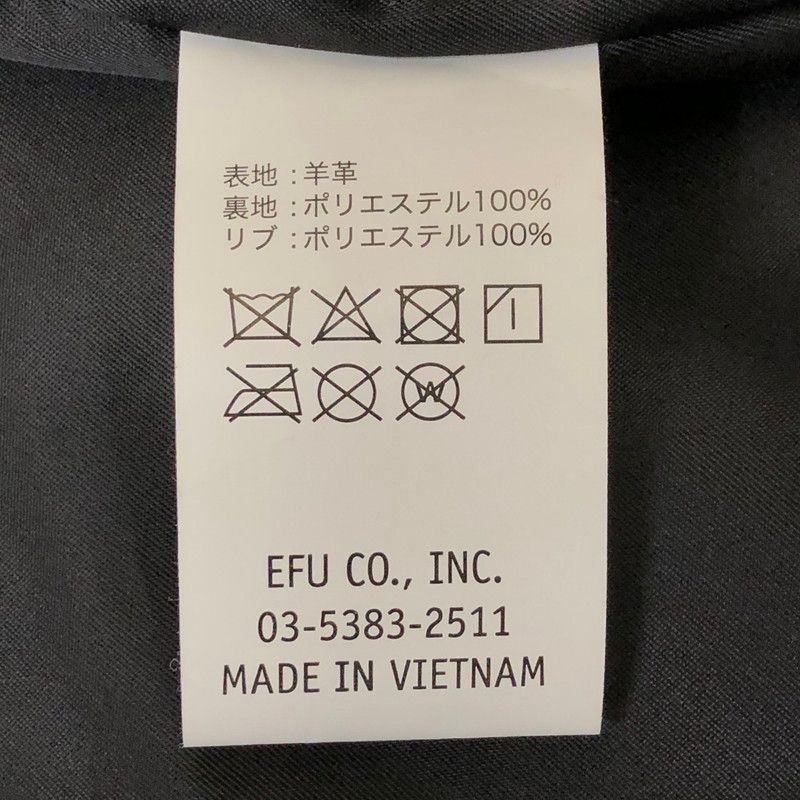 表地 : 羊革
裏地 : ポリエステル100%
リブ : ポリエステル100%
W
EFU CO., INC.
03-5383-2511
MADE IN VIETNAM